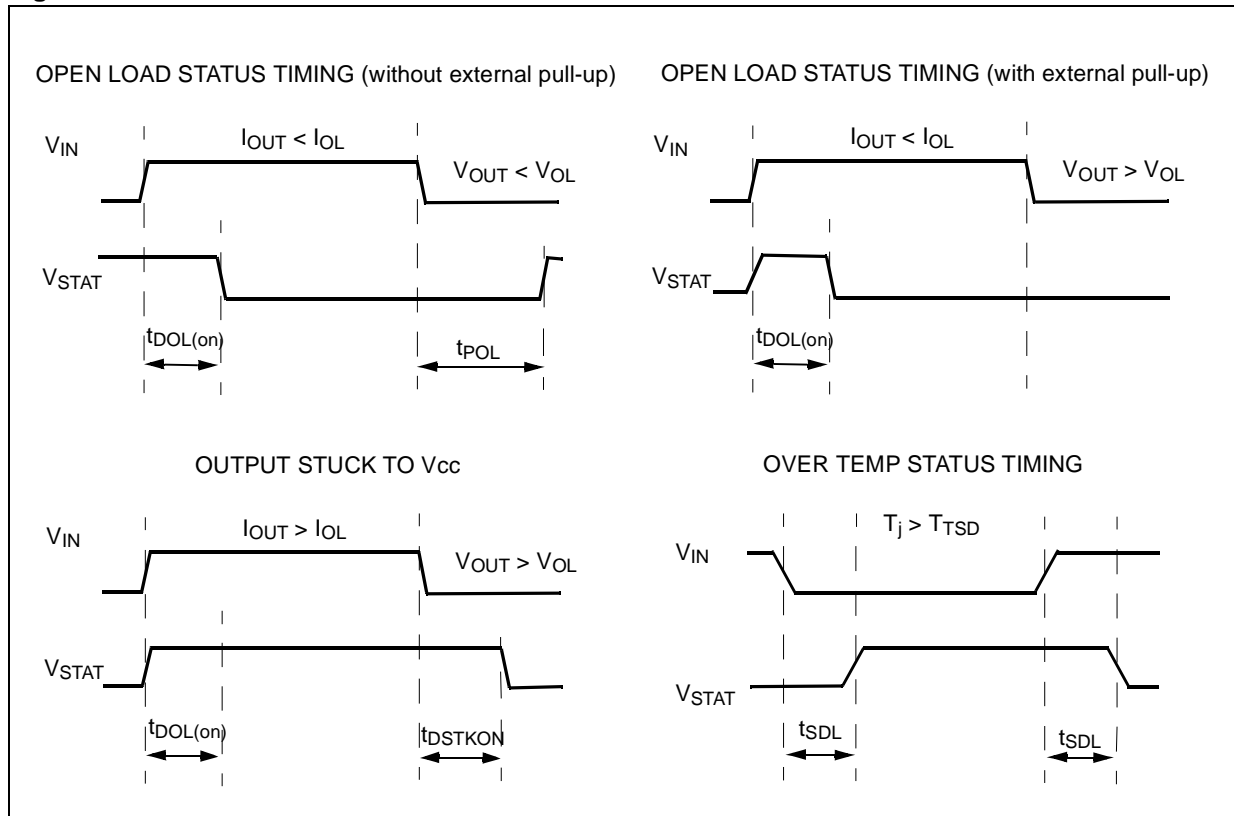 OPEN LOAD STATUS TIMING (without external pull-up)
VIN
IOUT < IOL
VOUT < VOL
VSTAT
tDOL(on)
tPOL
OPEN LOAD STATUS TIMING (with external pull-up)
VIN
IOUT < IOL
VOUT > VOL
VSTAT
tDOL(on)
OUTPUT STUCK TO Vcc
VIN
IOUT > IOL
VOUT > VOL
VSTAT
tDOL(on)
tDSTKON
OVER TEMP STATUS TIMING
Tj > TTSD
VIN
VSTAT
tSDL
tSDL